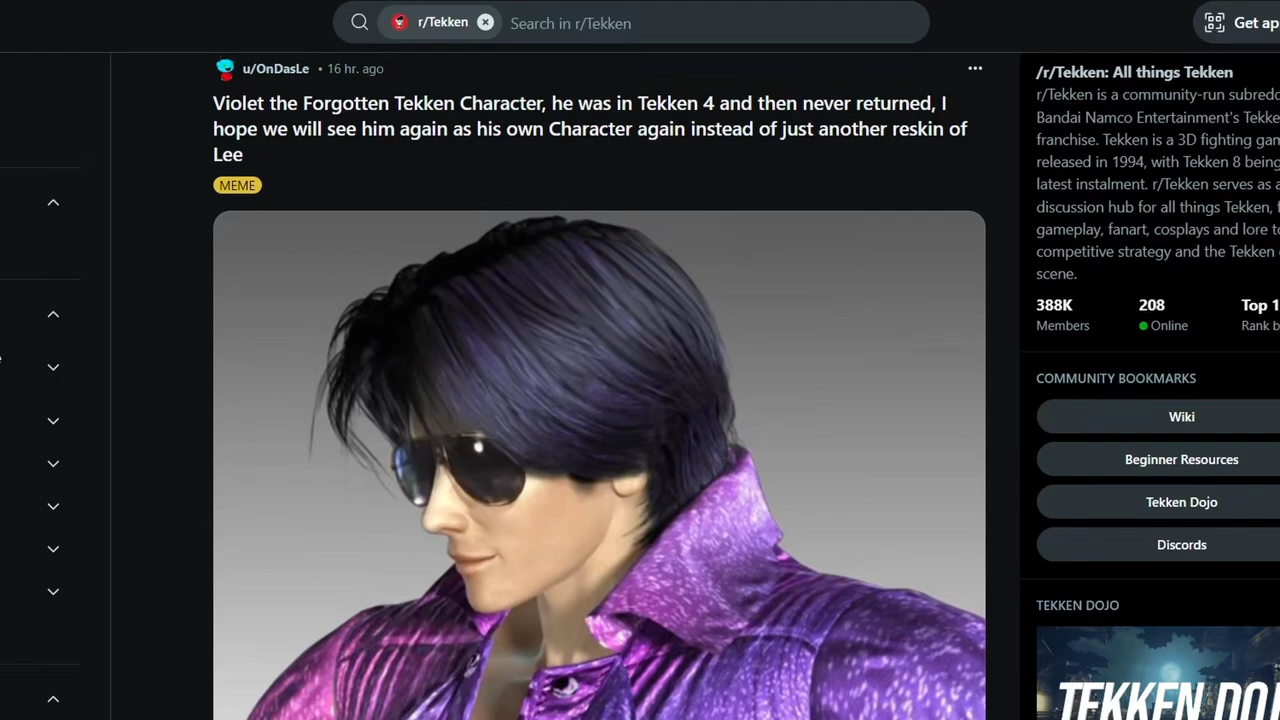 r/Tekken
Search in r/Tekken
Get ap
u/OnDasLe • 16 hr. ago
Violet the Forgotten Tekken Character, he was in Tekken 4 and then never returned, I
hope we will see him again as his own Character again instead of just another reskin of
Lee
MEME
/r/Tekken: All things Tekken
r/Tekken is a community-run subredd
Bandai Namco Entertainment's Tekke
franchise. Tekken is a 3D fighting gam
released in 1994, with Tekken 8 being
latest instalment. r/Tekken serves as a
discussion hub for all things Tekken, f
gameplay, fanart, cosplays and lore to
competitive strategy and the Tekken
scene.
388K 208 Top 1
Members Online Rank b
COMMUNITY BOOKMARKS
Wiki
Beginner Resources
Tekken Dojo
Discords
TEKKEN DOJO
TEKKEN DO